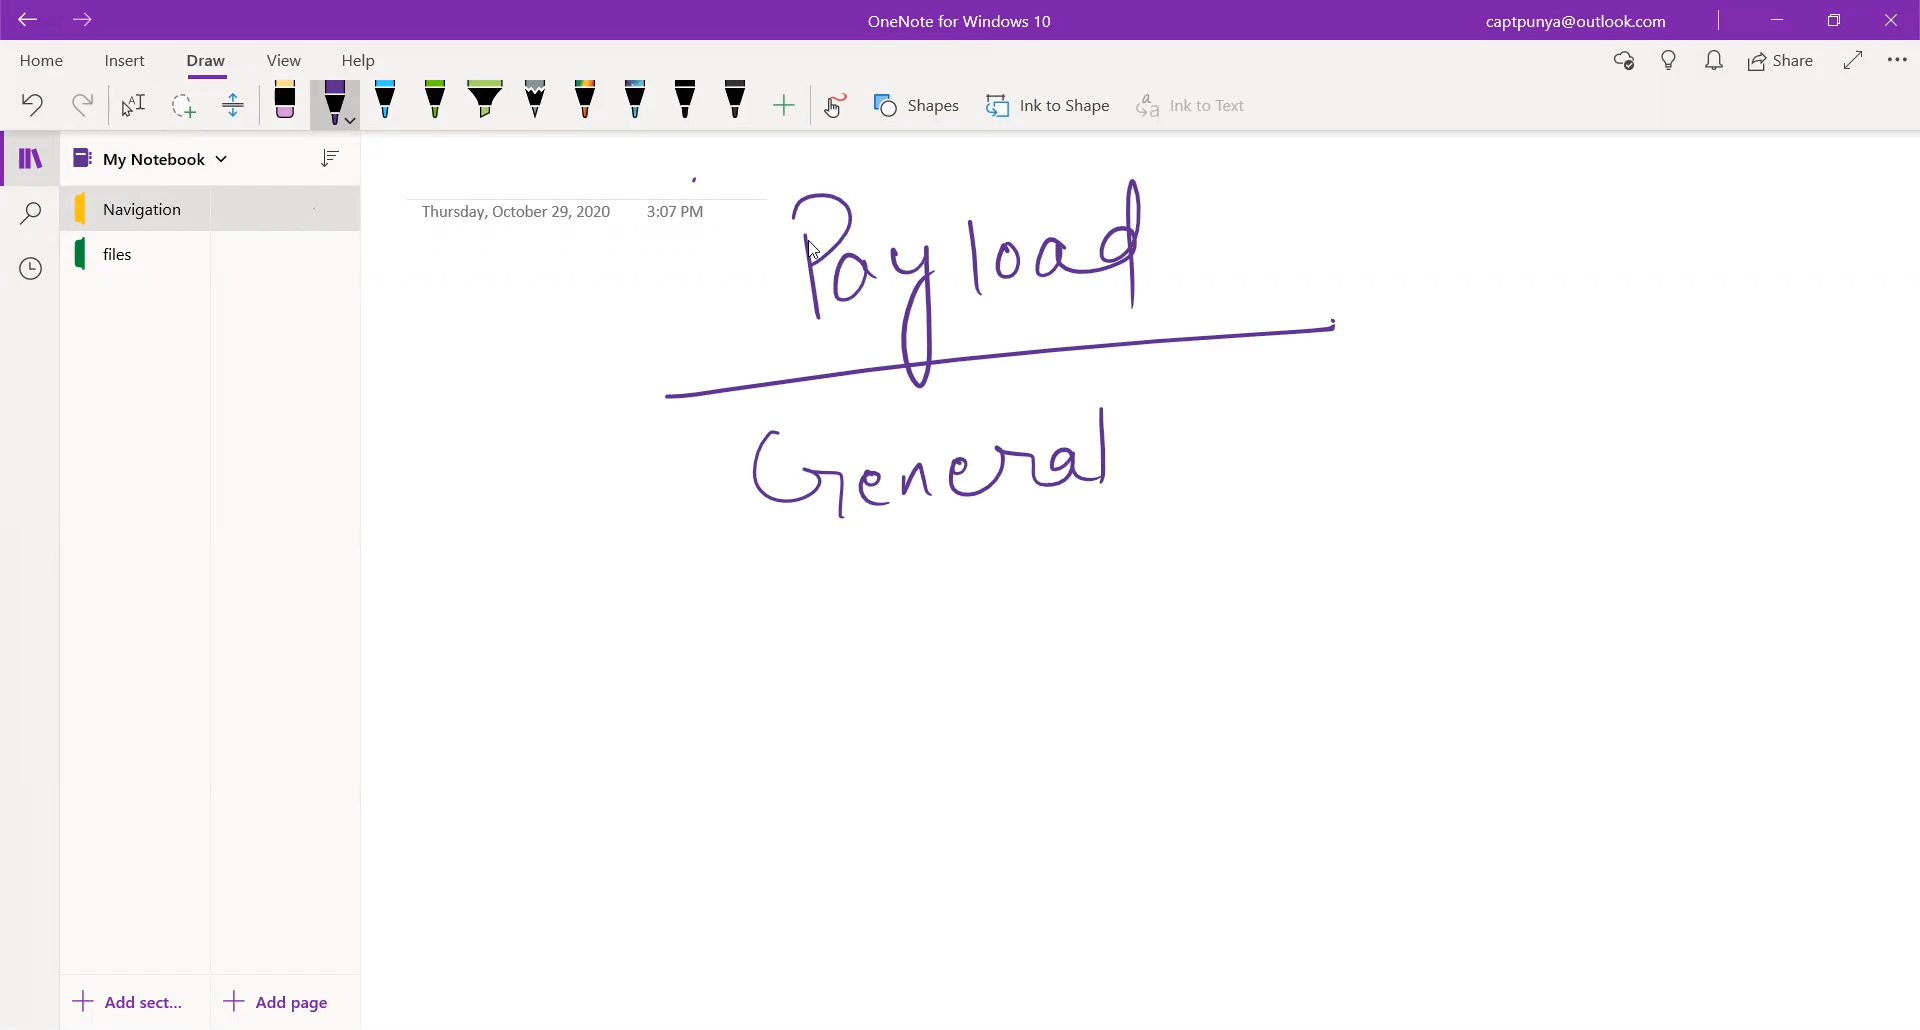 OneNote for Windows 10
captpunya@outlook.com
Home Insert Draw View Help
Share
Shapes Ink to Shape Ink to Text
My Notebook
Navigation
files
Thursday, October 29, 2020 3:07 PM
Payload
General
Add sect... Add page